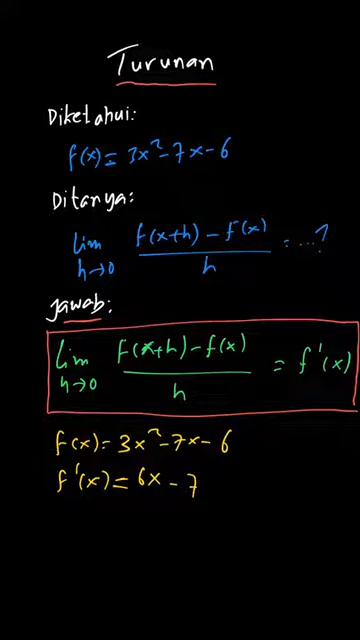 Turunan
Diketahui:
f(x) = 3x² - 7x - 6
Ditanya:
lim h→0 (f(x+h) - f(x))/h = ....?
Jawab:
lim h→0 (f(x+h) - f(x))/h = f'(x)
f(x) = 3x² - 7x - 6
f'(x) = 6x - 7